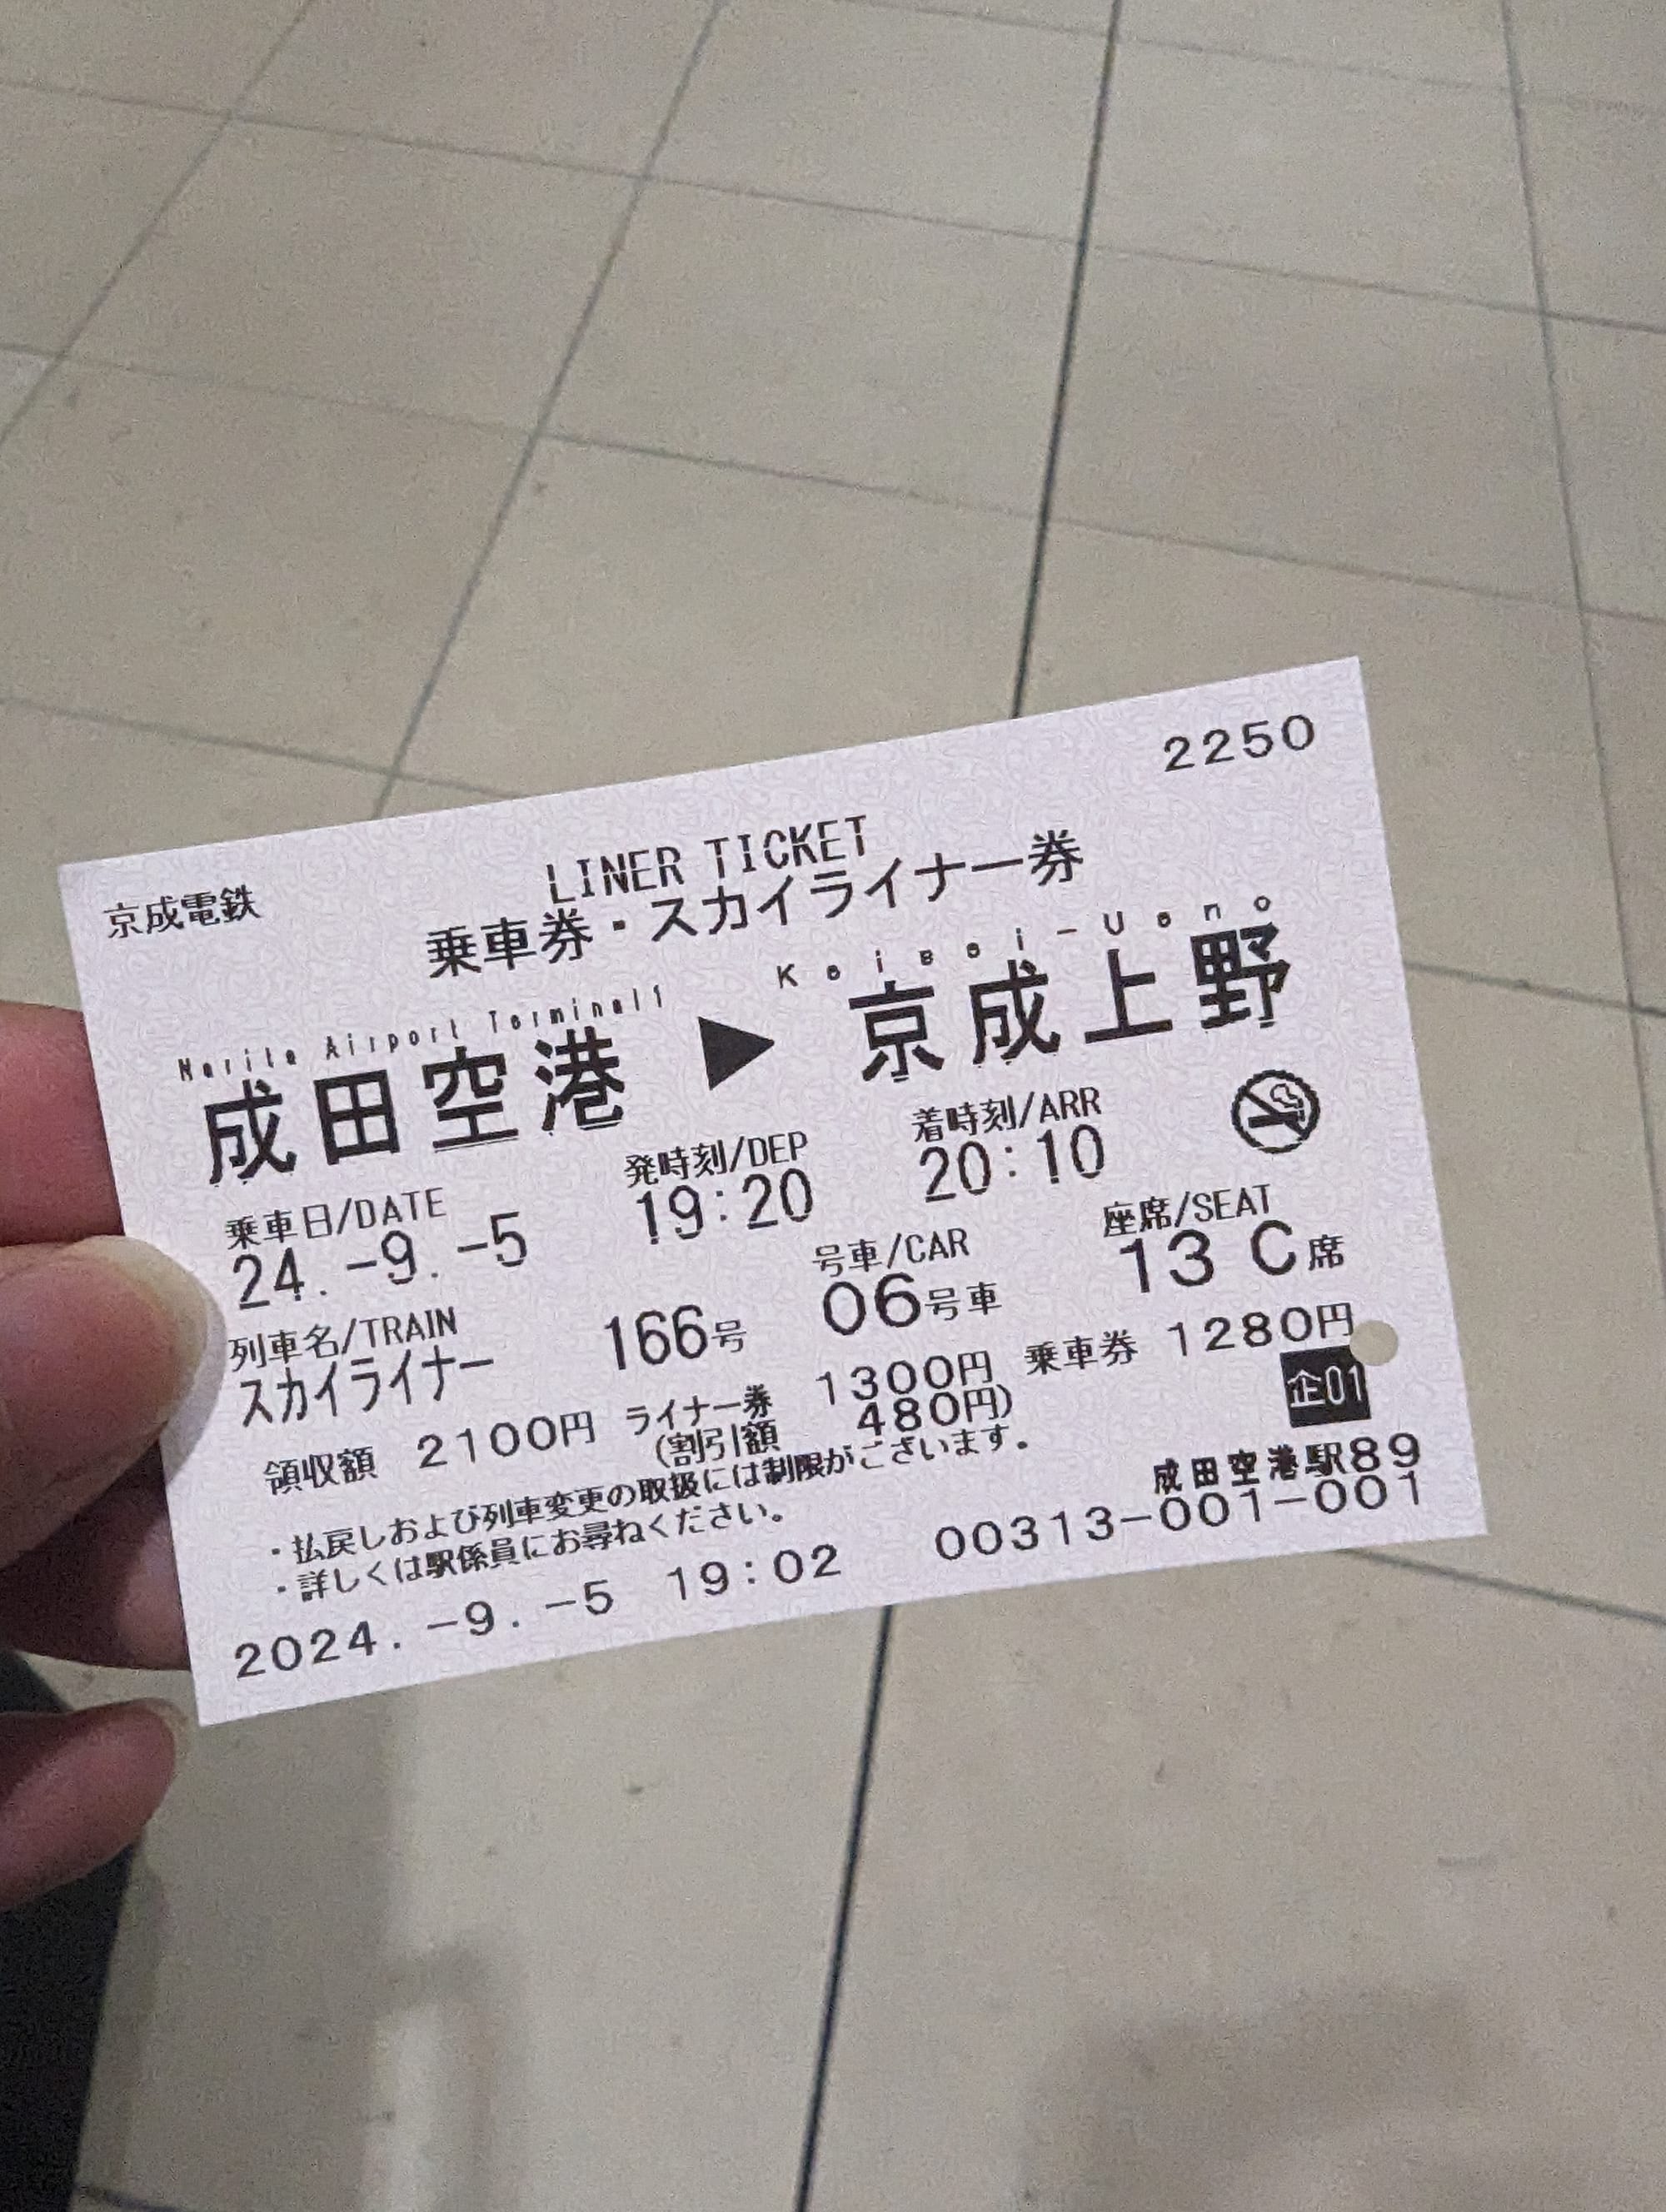 2250
LINER TICKET
京成電鉄
乗車券・スカイライナー券
Narita Airport Terminal1 Keisei-Ueno
成田空港 ▶ 京成上野
乗車日/DATE 発時刻/DEP 着時刻/ARR
24.-9.-5 19:20 20:10
列車名/TRAIN 号車/CAR 座席/SEAT
スカイライナー 166号 06号車 13 C席
領収額 2100円 ライナー券 1300円 乗車券 1280円
(割引額 480円)
企01
・払戻しおよび列車変更の取扱には制限がございます。
・詳しくは駅係員にお尋ねください。
成田空港駅89
2024.-9.-5 19:02 00313-001-001